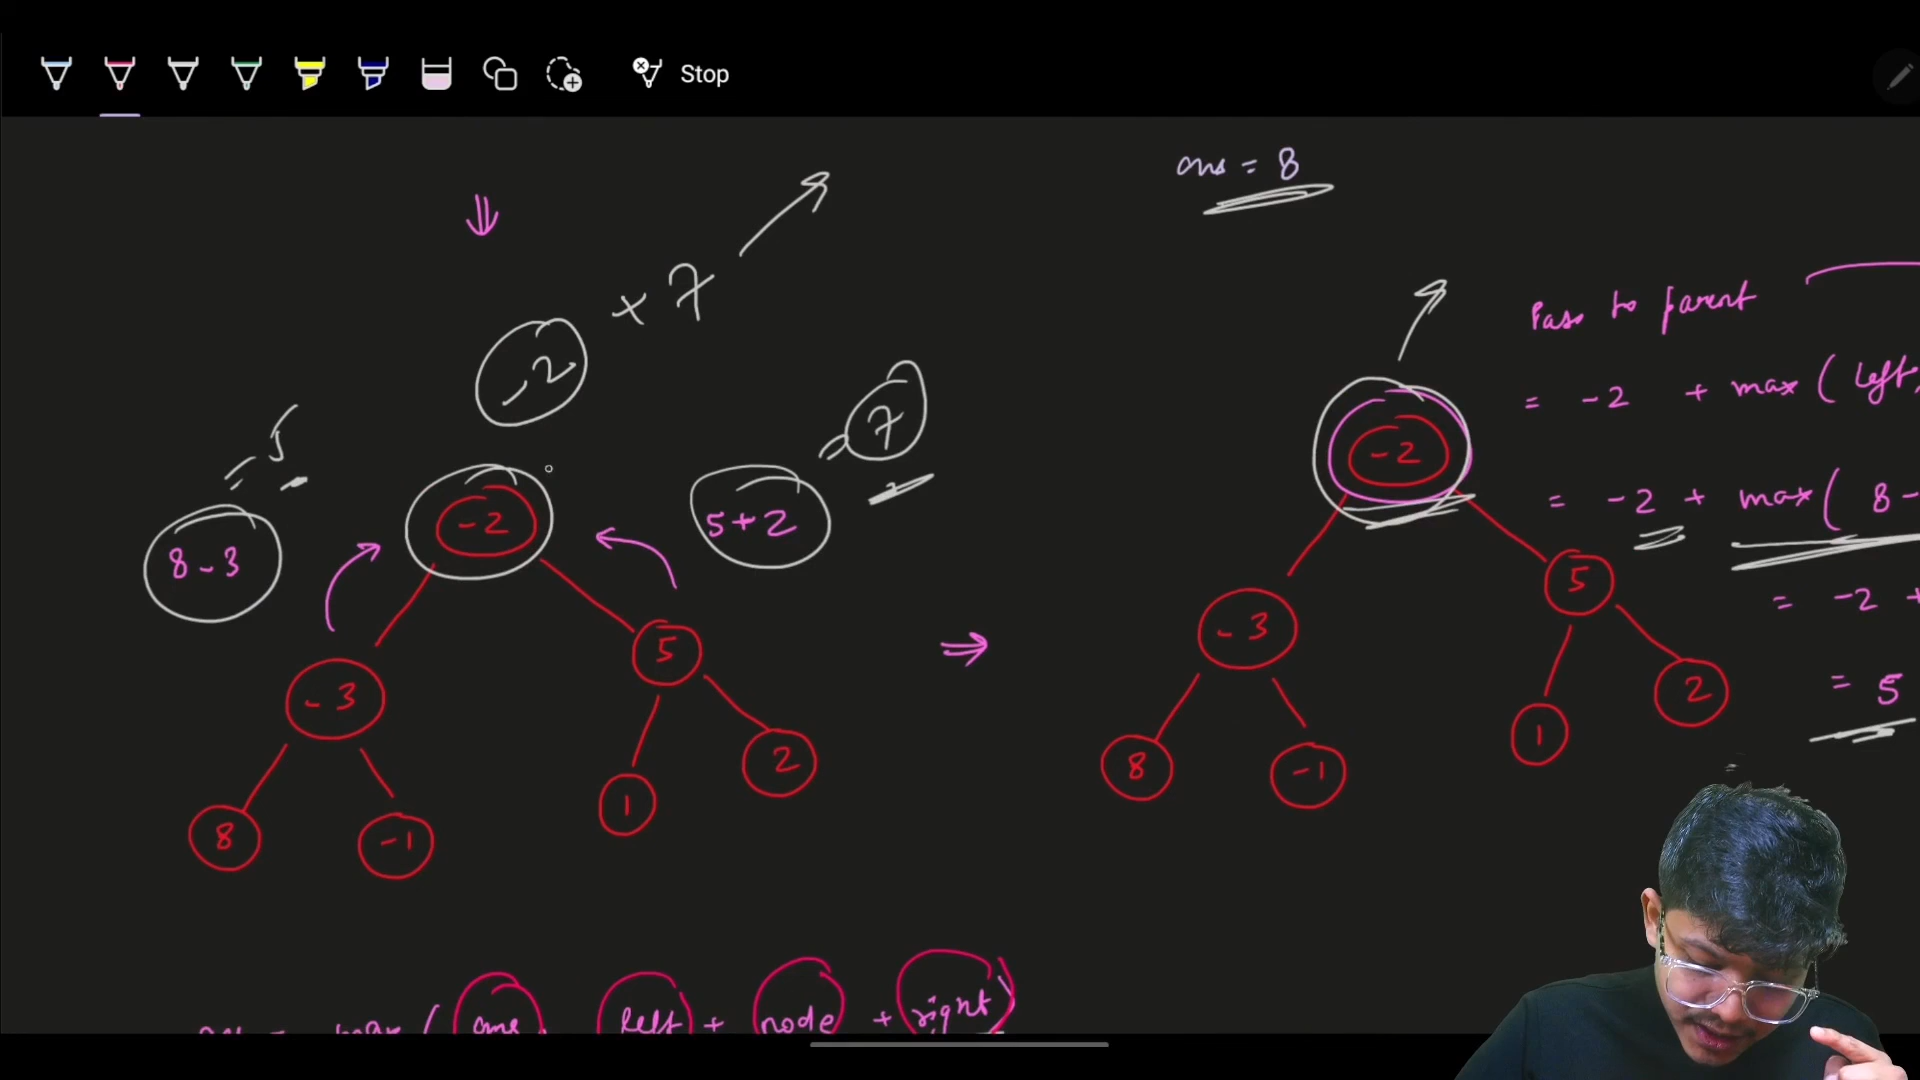 Stop
ans = 8
-2 + 7
= 5
= 7
8 - 3
-2
5 + 2
-3
5
8
-1
1
2
Pass to parent
= -2 + max ( left,
= -2 + max ( 8 -
= -2 +
= 5
-2
-3
5
8
-1
1
2
max ( ans, left + node + right )